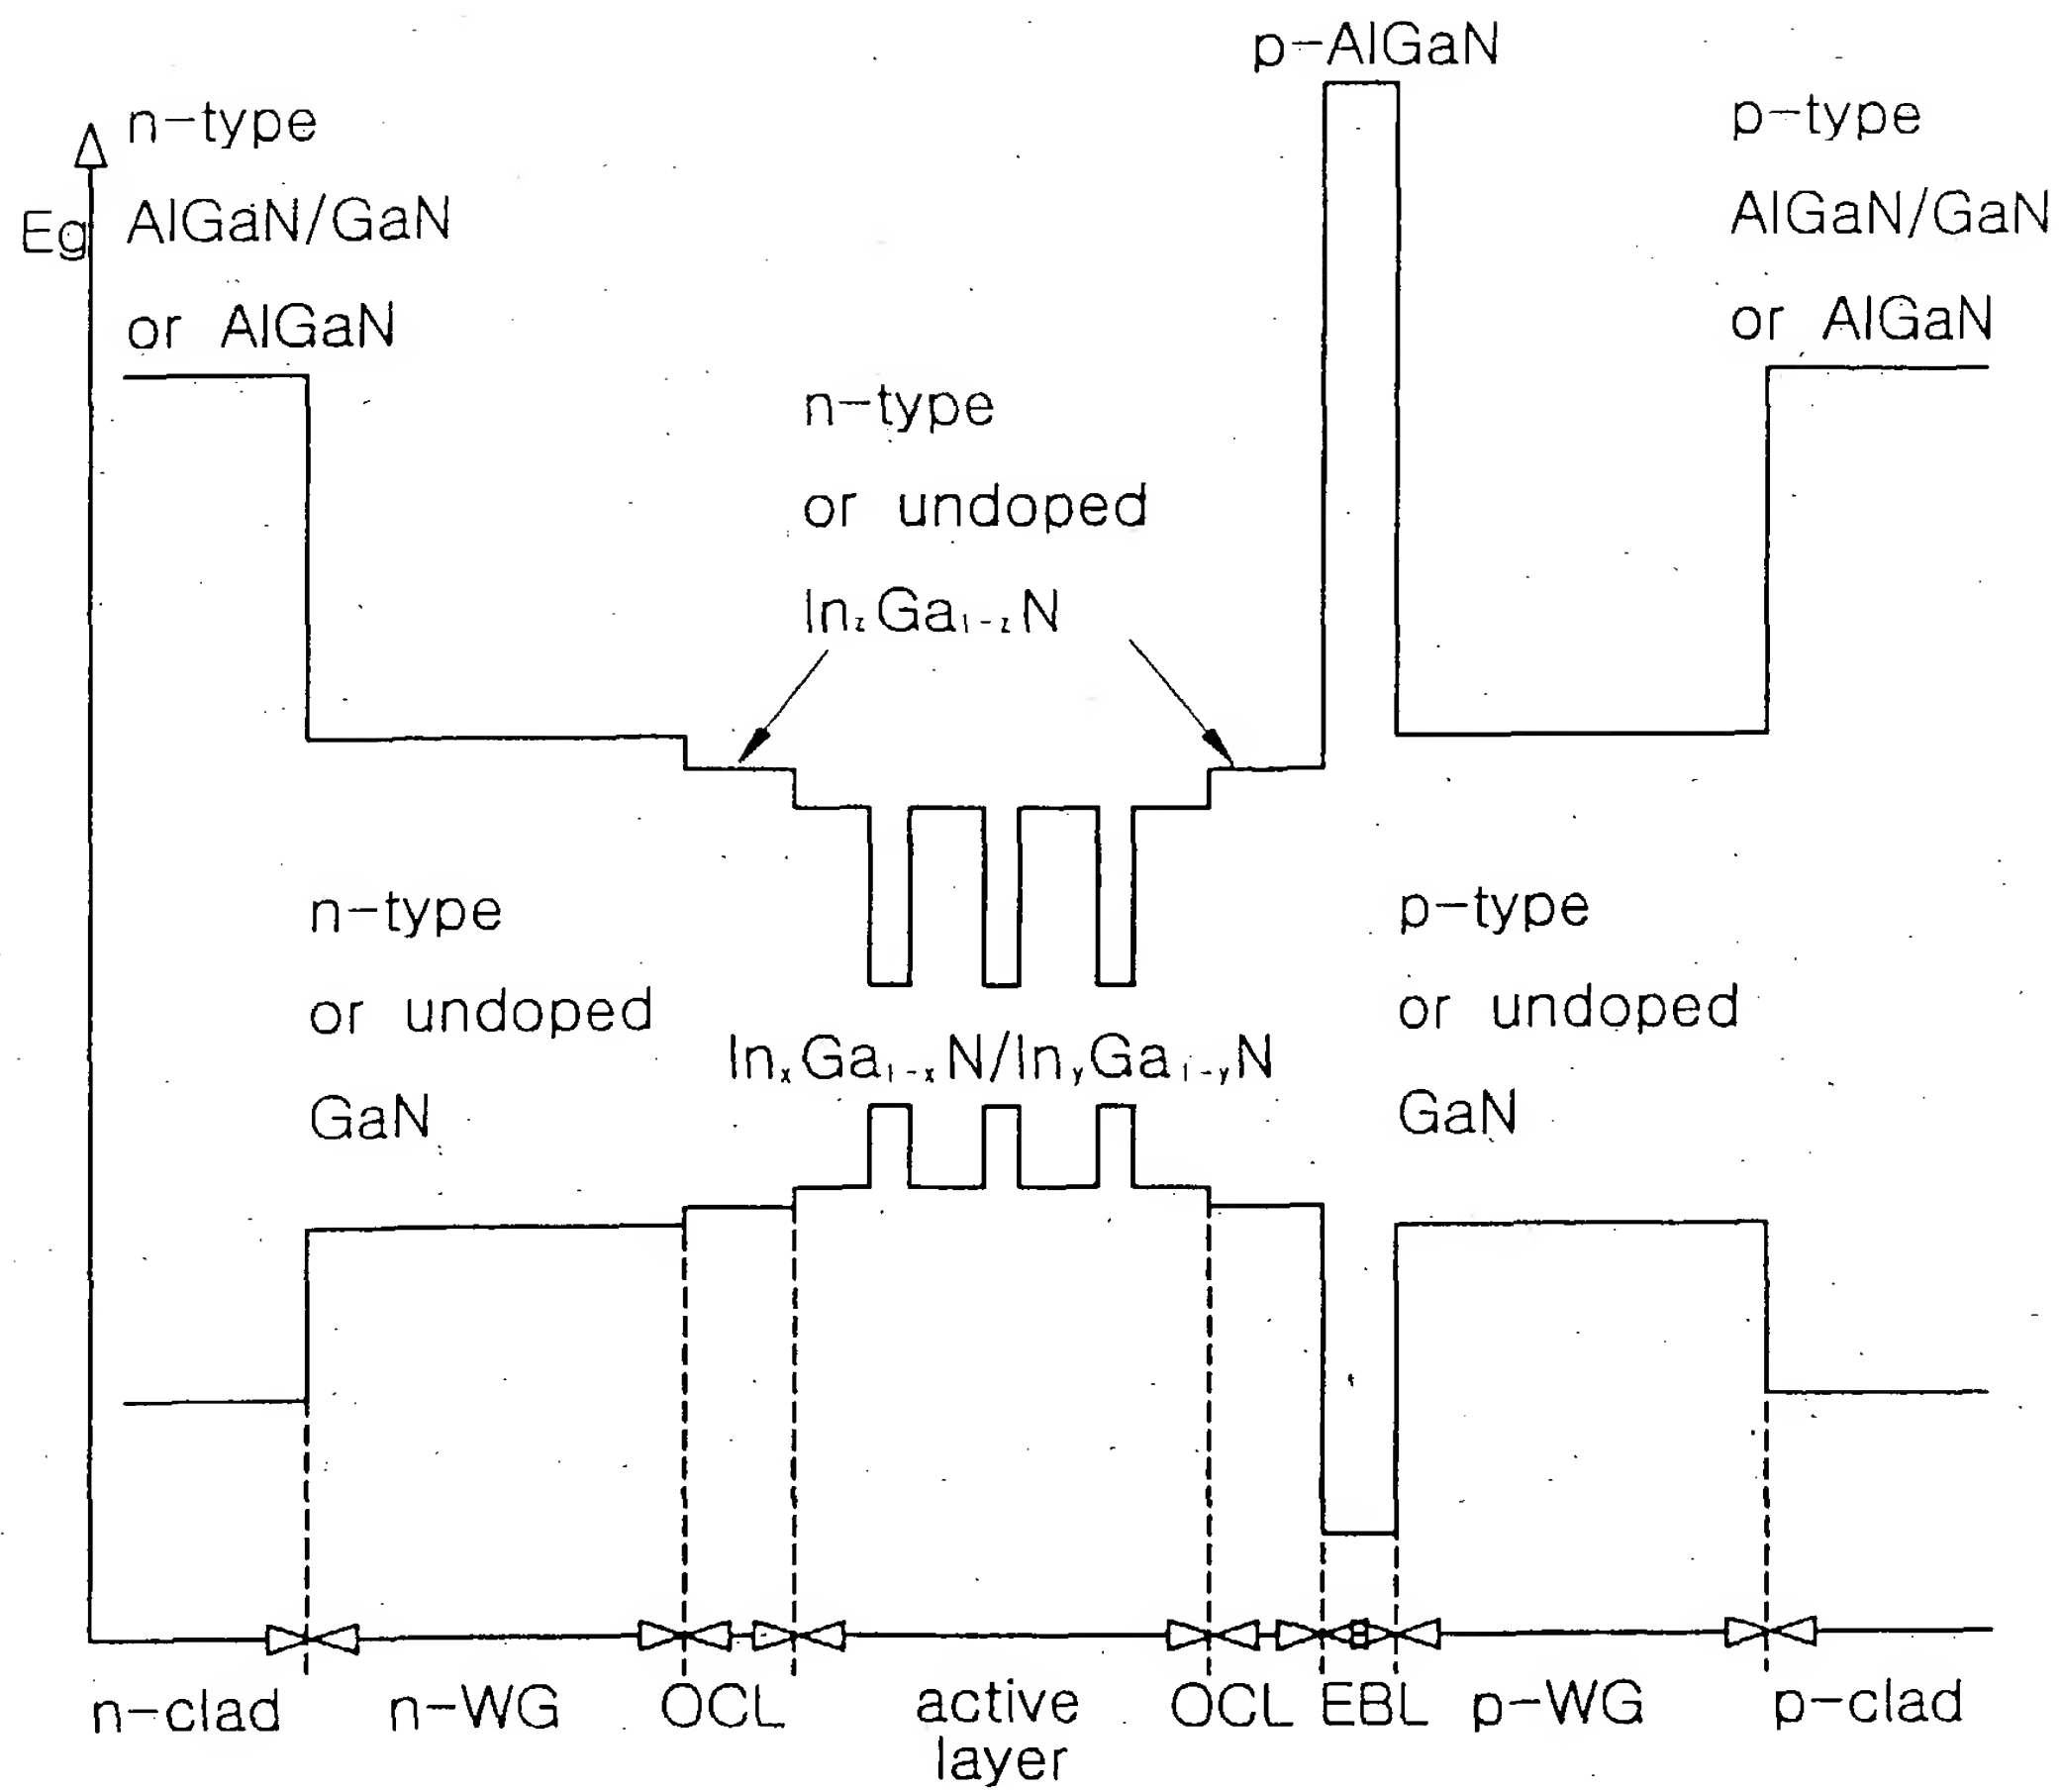 p-AlGaN
n-type
AlGaN/GaN
or AlGaN
Eg
p-type
AlGaN/GaN
or AlGaN
n-type
or undoped
InzGa1-zN
n-type
or undoped
GaN
InxGa1-xN/InyGa1-yN
p-type
or undoped
GaN
n-clad
n-WG
OCL
active
layer
OCL
EBL
p-WG
p-clad